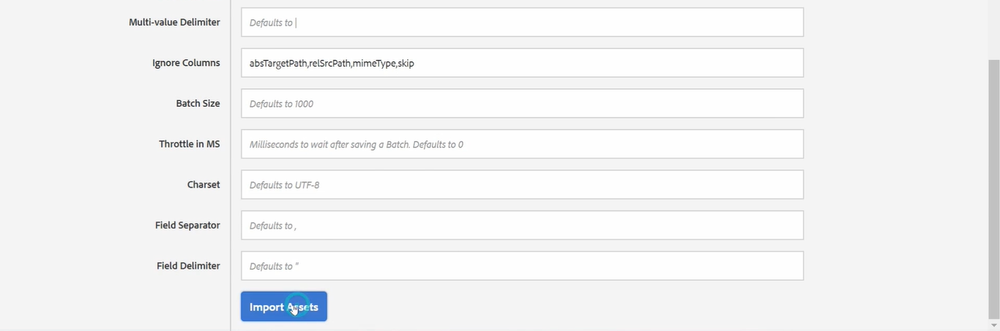 Multi-value Delimiter
Defaults to |
Ignore Columns
absTargetPath,relSrcPath,mimeType,skip
Batch Size
Defaults to 1000
Throttle in MS
Milliseconds to wait after saving a Batch. Defaults to 0
Charset
Defaults to UTF-8
Field Separator
Defaults to ,
Field Delimiter
Defaults to "
Import Assets